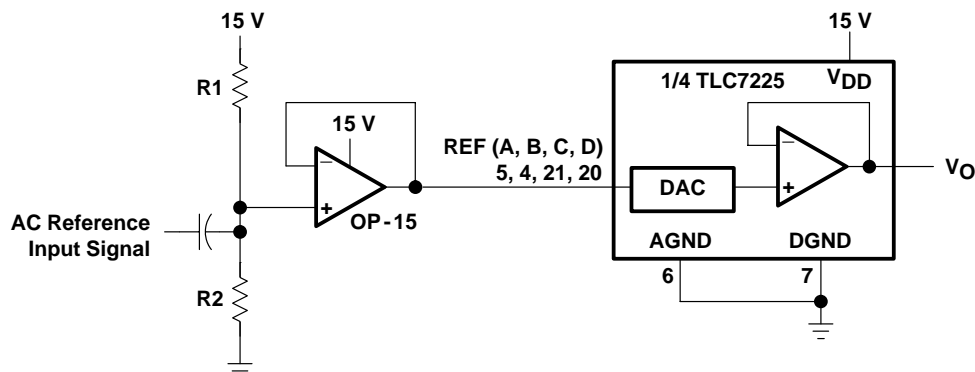 15 V
R1
15 V
–
+
OP-15
AC Reference
Input Signal
R2
REF (A, B, C, D)
5, 4, 21, 20
15 V
1/4 TLC7225
VDD
DAC
–
+
VO
AGND
DGND
6
7